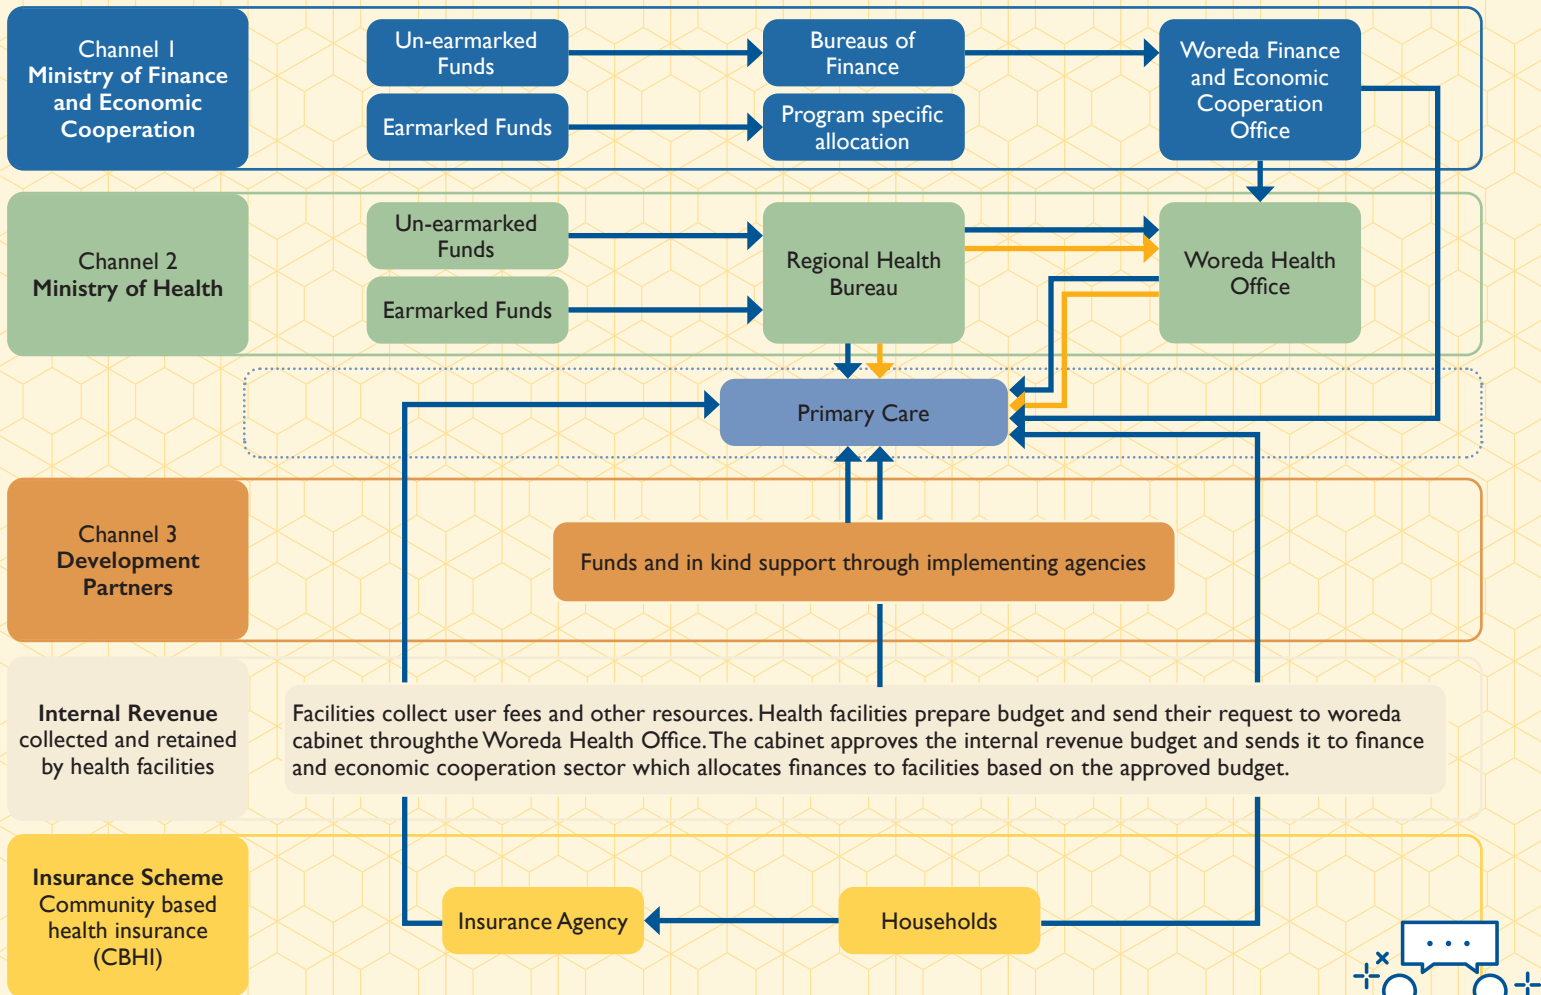 Channel 1
Ministry of Finance
and Economic
Cooperation
Un-earmarked
Funds
Bureaus of
Finance
Woreda Finance
and Economic
Cooperation
Office
Earmarked Funds
Program specific
allocation
Channel 2
Ministry of Health
Un-earmarked
Funds
Earmarked Funds
Regional Health
Bureau
Woreda Health
Office
Primary Care
Channel 3
Development
Partners
Funds and in kind support through implementing agencies
Internal Revenue
collected and retained
by health facilities
Facilities collect user fees and other resources. Health facilities prepare budget and send their request to woreda
cabinet throughthe Woreda Health Office. The cabinet approves the internal revenue budget and sends it to finance
and economic cooperation sector which allocates finances to facilities based on the approved budget.
Insurance Scheme
Community based
health insurance
(CBHI)
Insurance Agency
Households